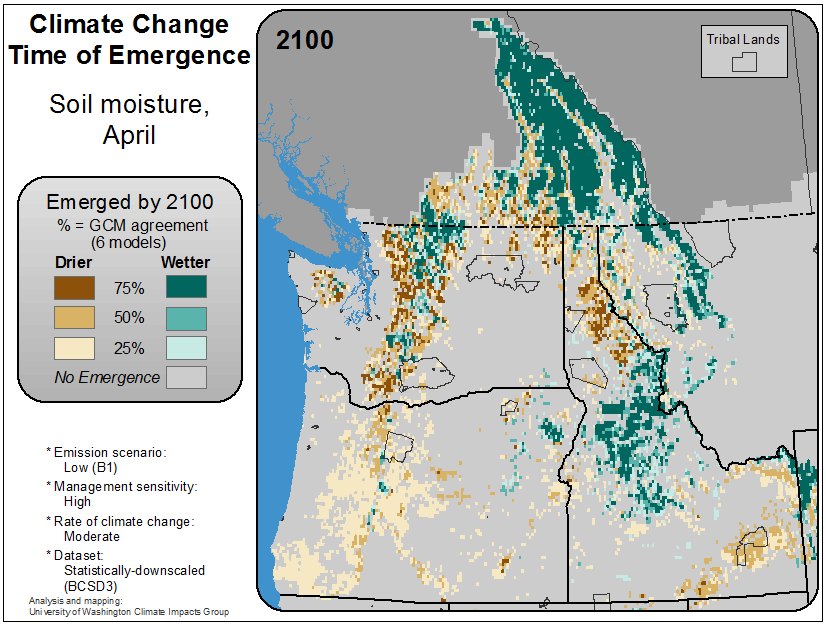 Climate Change
Time of Emergence
Soil moisture,
April
Emerged by 2100
% = GCM agreement
(6 models)
Drier Wetter
75%
50%
25%
No Emergence
* Emission scenario:
Low (B1)
* Management sensitivity:
High
* Rate of climate change:
Moderate
* Dataset:
Statistically-downscaled
(BCSD3)
Analysis and mapping:
University of Washington Climate Impacts Group
2100
Tribal Lands